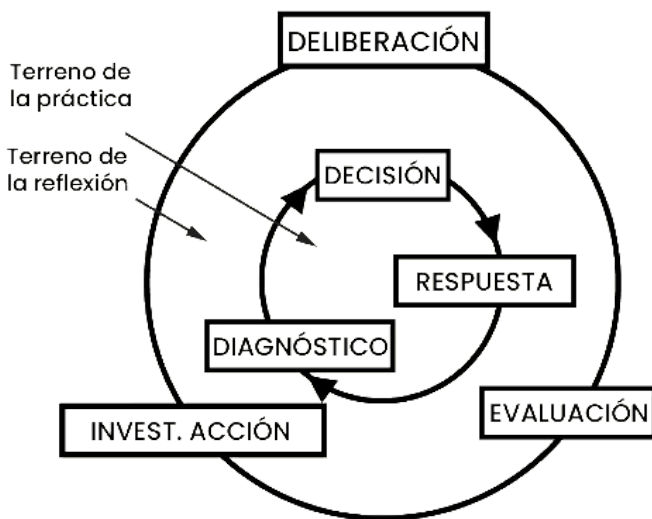 DELIBERACIÓN
Terreno de
la práctica
Terreno de
la reflexión
DECISIÓN
RESPUESTA
DIAGNÓSTICO
EVALUACIÓN
INVEST. ACCIÓN